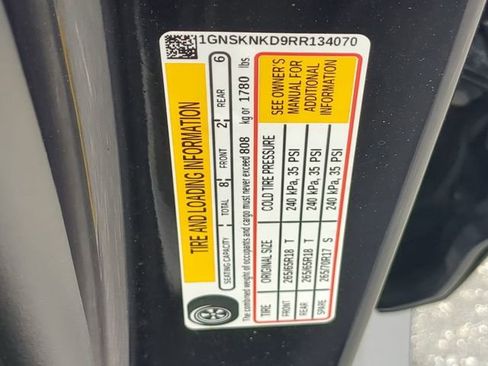 1GNSKNKD9RR134070
TIRE AND LOADING INFORMATION
SEATING CAPACITY TOTAL 8 FRONT 2 REAR 6
The combined weight of occupants and cargo must never exceed 808 kg or 1780 lbs
TIRE ORIGINAL SIZE COLD TIRE PRESSURE
FRONT 265/65R18 T 240 kPa, 35 PSI
REAR 265/65R18 T 240 kPa, 35 PSI
SPARE 265/70R17 S 240 kPa, 35 PSI
SEE OWNER'S
MANUAL FOR
ADDITIONAL
INFORMATION